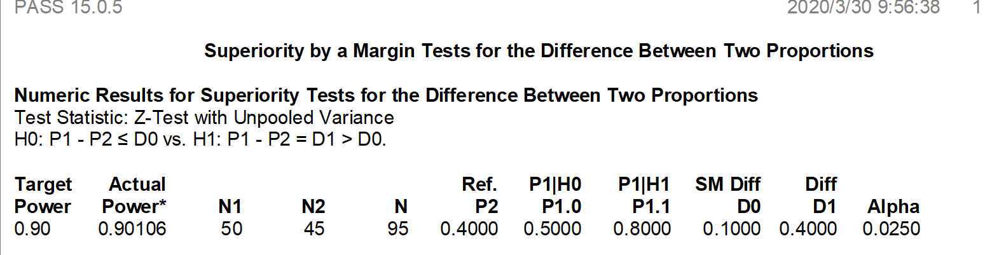 PASS 15.0.5 2020/3/30 9:56:38 1
Superiority by a Margin Tests for the Difference Between Two Proportions
Numeric Results for Superiority Tests for the Difference Between Two Proportions
Test Statistic: Z-Test with Unpooled Variance
H0: P1 - P2 ≤ D0 vs. H1: P1 - P2 = D1 > D0.
Target Actual Ref. P1|H0 P1|H1 SM Diff Diff
Power Power* N1 N2 N P2 P1.0 P1.1 D0 D1 Alpha
0.90 0.90106 50 45 95 0.4000 0.5000 0.8000 0.1000 0.4000 0.0250